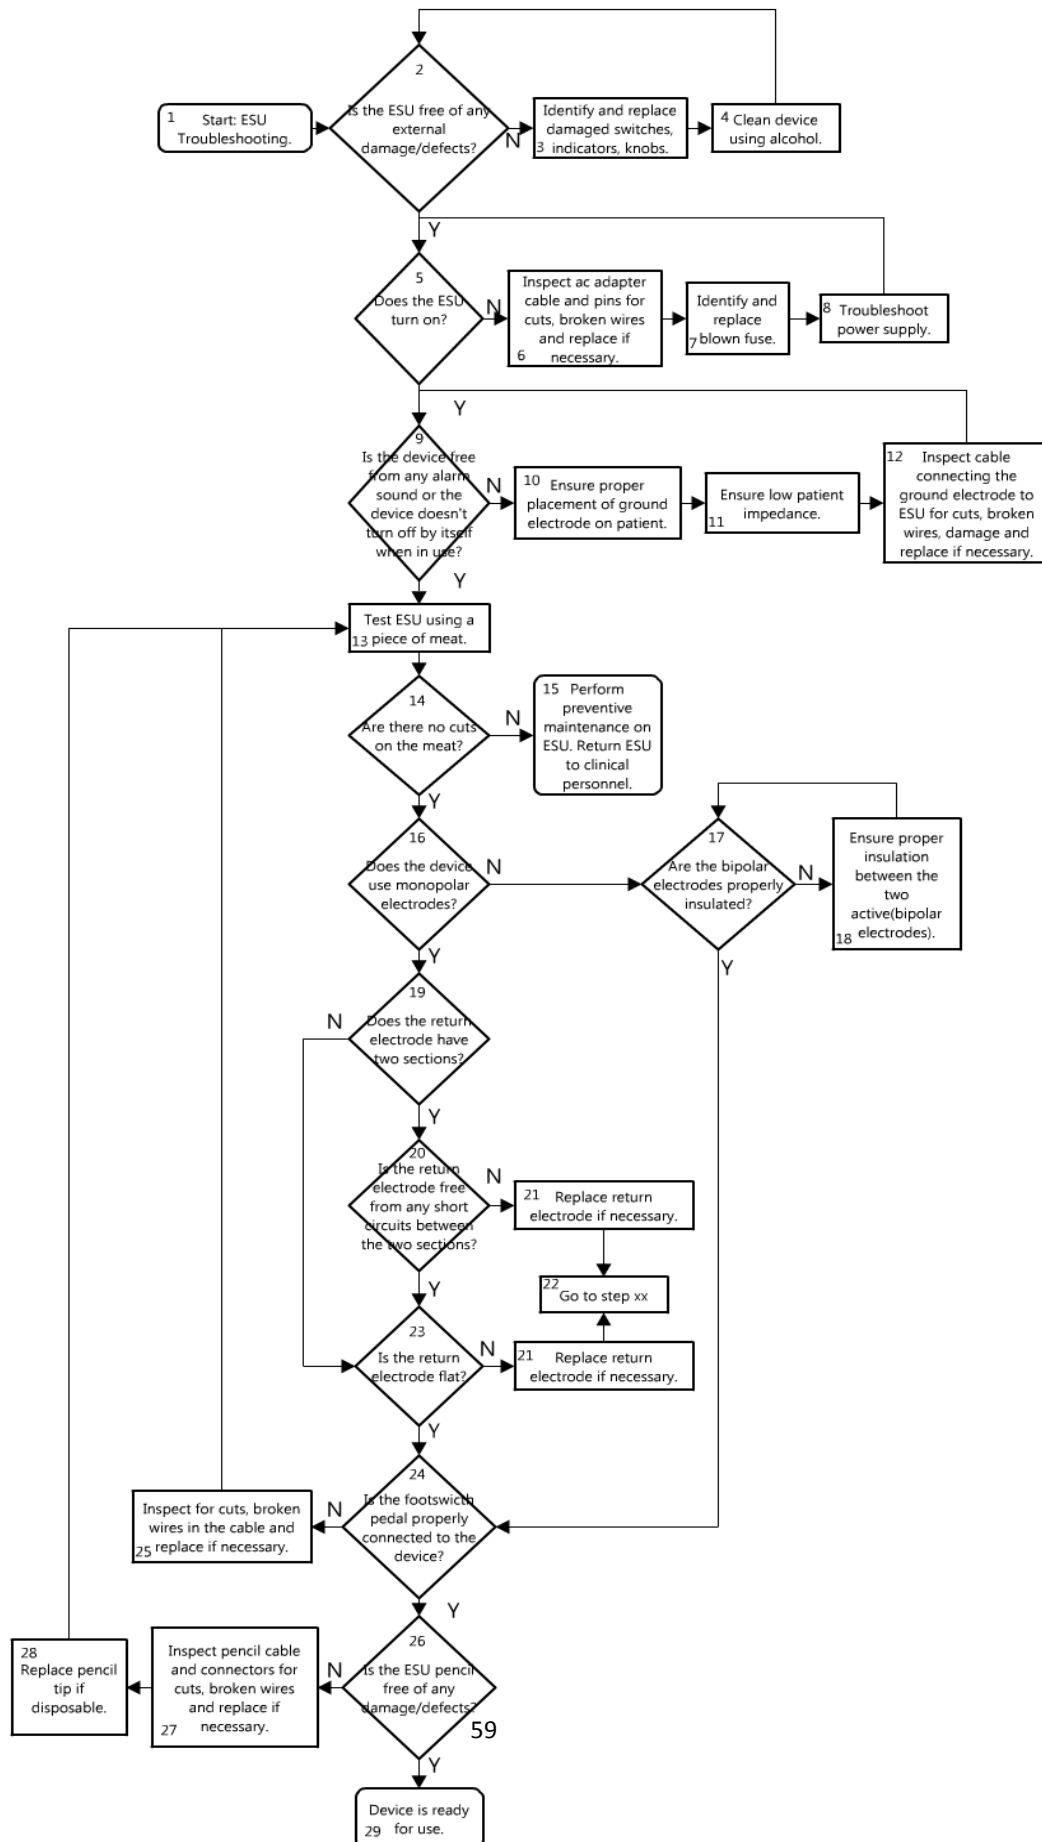 2
Is the ESU free of any
external
damage/defects?
1 Start: ESU
Troubleshooting.
N
Identify and replace
damaged switches,
3 indicators, knobs.
4 Clean device
using alcohol.
Y
5
Does the ESU
turn on?
N
Inspect ac adapter
cable and pins for
cuts, broken wires
and replace if
6 necessary.
Identify and
replace
7 blown fuse.
8 Troubleshoot
power supply.
Y
9
Is the device free
from any alarm
sound or the
device doesn't
turn off by itself
when in use?
N
10 Ensure proper
placement of ground
electrode on patient.
Ensure low patient
11 impedance.
12 Inspect cable
connecting the
ground electrode to
ESU for cuts, broken
wires, damage and
replace if necessary.
Y
Test ESU using a
13 piece of meat.
14
Are there no cuts
on the meat?
N
15 Perform
preventive
maintenance on
ESU. Return ESU
to clinical
personnel.
Y
16
Does the device
use monopolar
electrodes?
N
17
Are the bipolar
electrodes properly
insulated?
N
Ensure proper
insulation
between the
two
active(bipolar
18 electrodes).
Y
Y
19
Does the return
electrode have
two sections?
N
Y
20
Is the return
electrode free
from any short
circuits between
the two sections?
N
21 Replace return
electrode if necessary.
22
Go to step xx
Y
23
Is the return
electrode flat?
N
21 Replace return
electrode if necessary.
Y
24
Is the footswicth
pedal properly
connected to the
device?
N
Inspect for cuts, broken
wires in the cable and
25 replace if necessary.
Y
26
Is the ESU pencil
free of any
damage/defects?
N
Inspect pencil cable
and connectors for
cuts, broken wires
and replace if
27 necessary.
28
Replace pencil
tip if
disposable.
59
Y
Device is ready
29 for use.